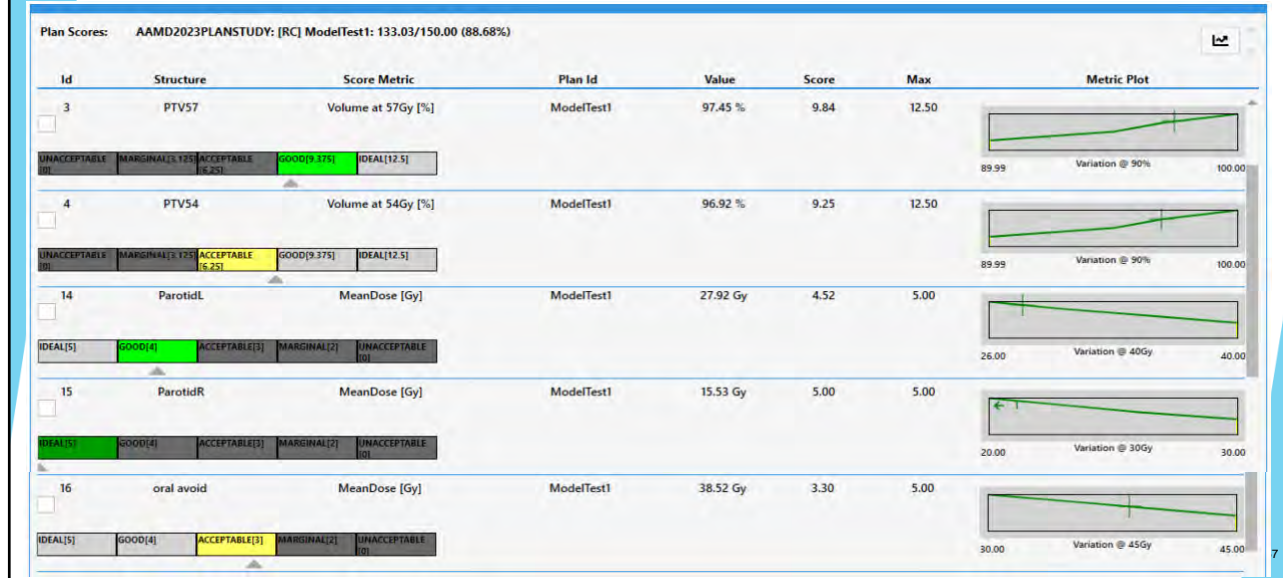 Plan Scores: AAMD2023PLANSTUDY: [RC] ModelTest1: 133.03/150.00 (88.68%)
Id Structure Score Metric Plan Id Value Score Max Metric Plot
3 PTV57 Volume at 57Gy [%] ModelTest1 97.45 % 9.84 12.50
UNACCEPTABLE [0] MARGINAL[3.125] ACCEPTABLE [6.25] GOOD[9.375] IDEAL[12.5]
89.99 Variation @ 90% 100.00
4 PTV54 Volume at 54Gy [%] ModelTest1 96.92 % 9.25 12.50
UNACCEPTABLE [0] MARGINAL[3.125] ACCEPTABLE [6.25] GOOD[9.375] IDEAL[12.5]
89.99 Variation @ 90% 100.00
14 ParotidL MeanDose [Gy] ModelTest1 27.92 Gy 4.52 5.00
IDEAL[5] GOOD[4] ACCEPTABLE[3] MARGINAL[2] UNACCEPTABLE [0]
26.00 Variation @ 40Gy 40.00
15 ParotidR MeanDose [Gy] ModelTest1 15.53 Gy 5.00 5.00
IDEAL[5] GOOD[4] ACCEPTABLE[3] MARGINAL[2] UNACCEPTABLE [0]
20.00 Variation @ 30Gy 30.00
16 oral avoid MeanDose [Gy] ModelTest1 38.52 Gy 3.30 5.00
IDEAL[5] GOOD[4] ACCEPTABLE[3] MARGINAL[2] UNACCEPTABLE [0]
30.00 Variation @ 45Gy 45.00
7